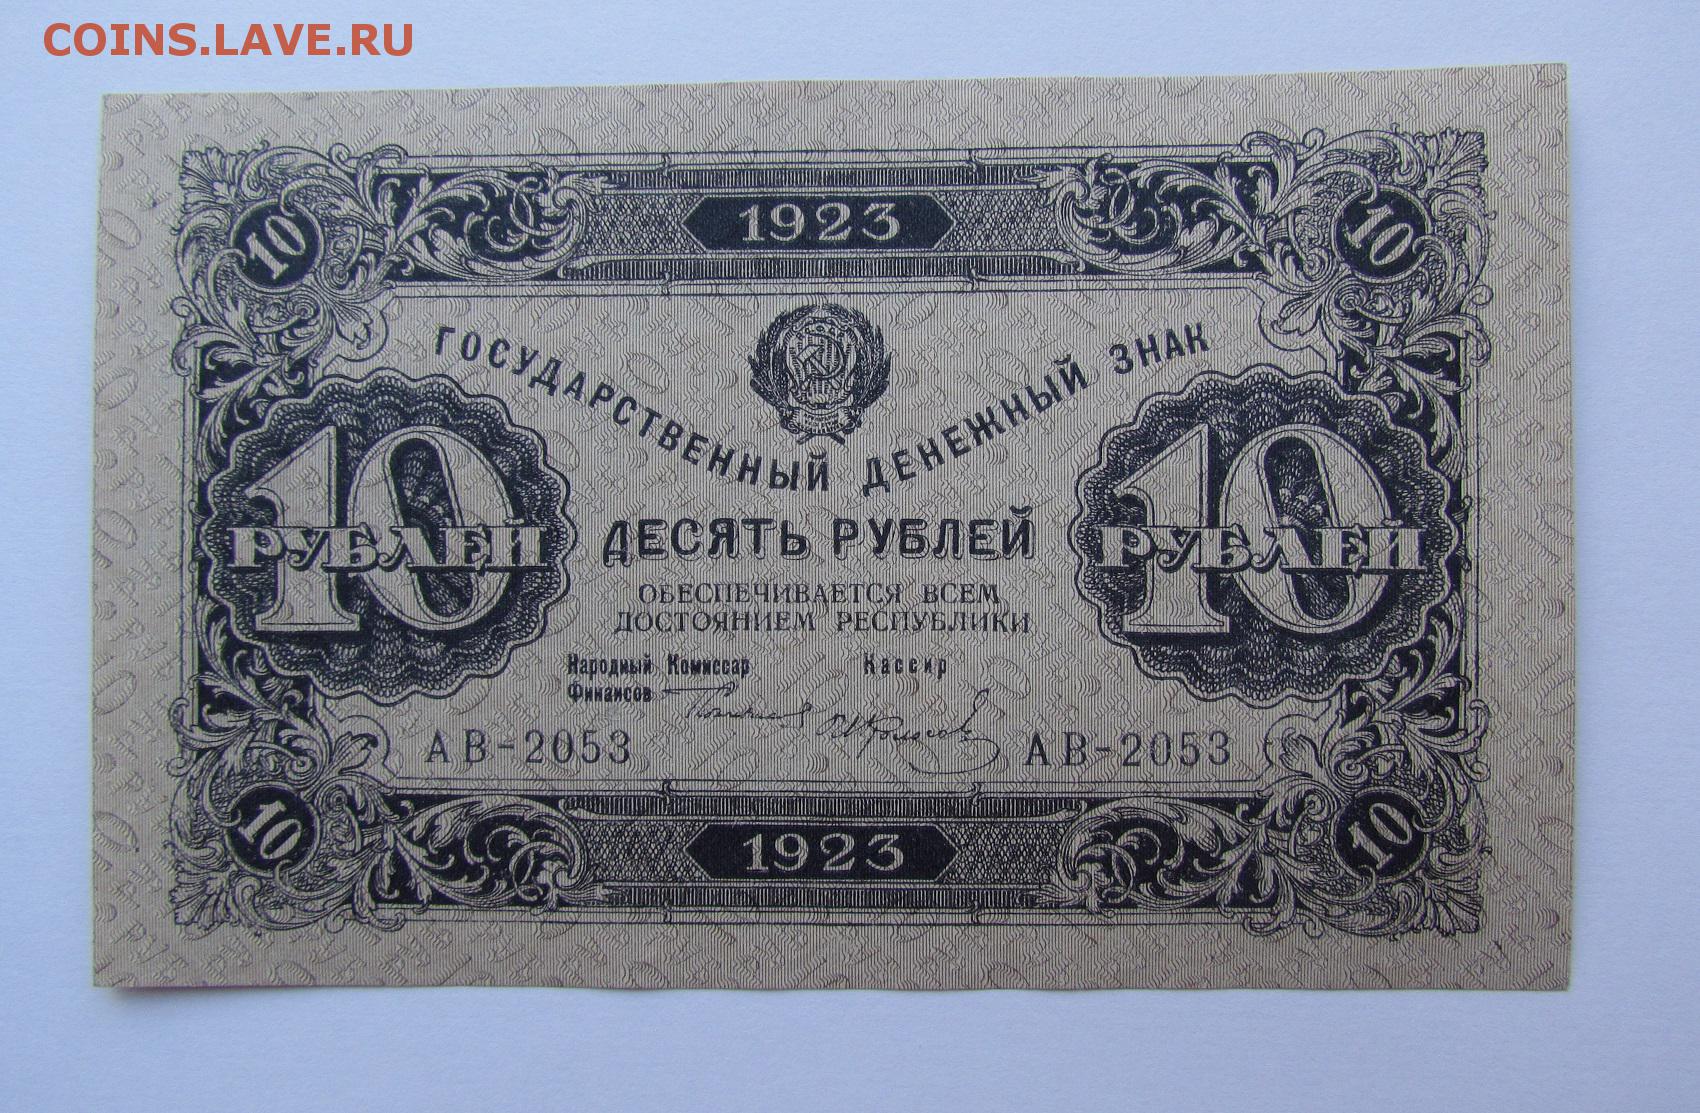 COINS.LAVE.RU
1923
10 10
ГОСУДАРСТВЕННЫЙ ДЕНЕЖНЫЙ ЗНАК
10 РУБЛЕЙ
ДЕСЯТЬ РУБЛЕЙ
10 РУБЛЕЙ
ОБЕСПЕЧИВАЕТСЯ ВСЕМ
ДОСТОЯНИЕМ РЕСПУБЛИКИ
Народный Комиссар Кассир
Финансов
АВ-2053 АВ-2053
10 10
1923